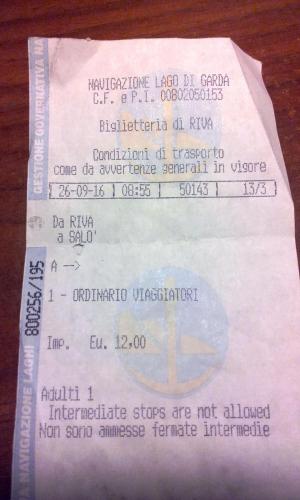 NAVIGAZIONE LAGO DI GARDA
C.F. e P.I. 00802050153
Biglietteria di RIVA
Condizioni di trasporto
come da avvertenze generali in vigore
26-09-16 | 08:55 | 50143 | 13/3
Da RIVA
a SALO'
A -->
1 - ORDINARIO VIAGGIATORI
Imp. Eu. 12,00
Adulti 1
Intermediate stops are not allowed
Non sono ammesse fermate intermedie
GESTIONE GOVERNATIVA NA
800256/195
A NAVIGAZIONE LAGHI